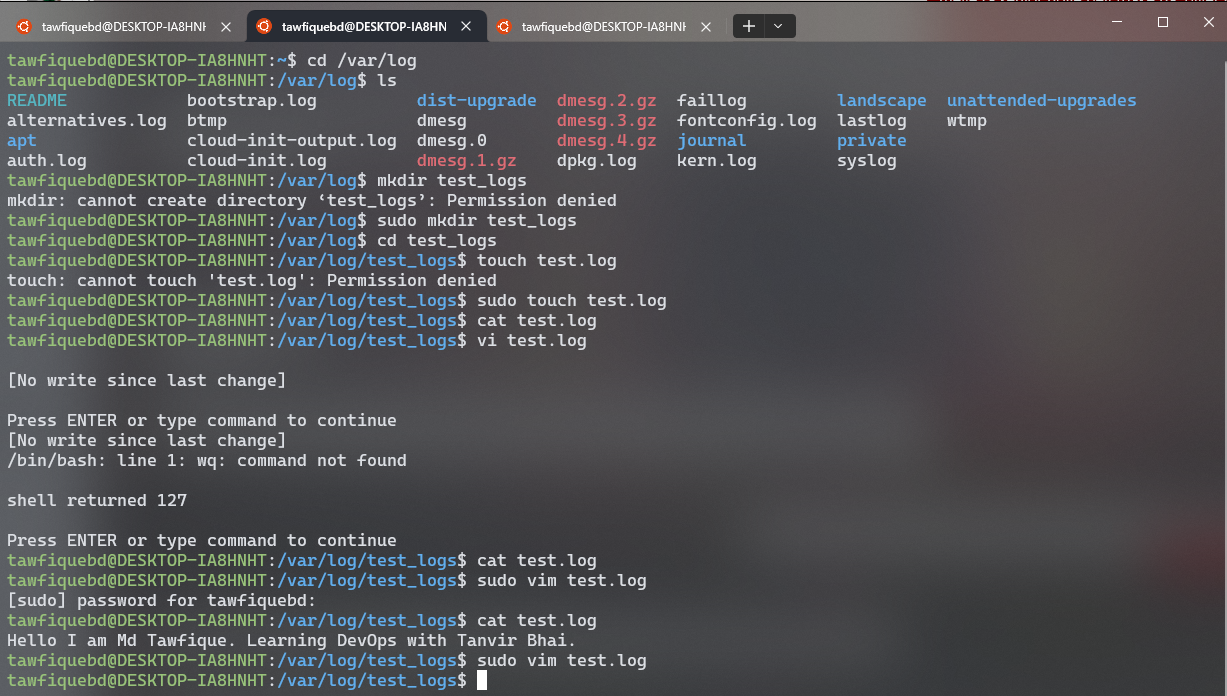 tawfiquebd@DESKTOP-IA8HNH tawfiquebd@DESKTOP-IA8HNH tawfiquebd@DESKTOP-IA8HNH
tawfiquebd@DESKTOP-IA8HNHT:~$ cd /var/log
tawfiquebd@DESKTOP-IA8HNHT:/var/log$ ls
README bootstrap.log dist-upgrade dmesg.2.gz faillog landscape unattended-upgrades
alternatives.log btmp dmesg dmesg.3.gz fontconfig.log lastlog wtmp
apt cloud-init-output.log dmesg.0 dmesg.4.gz journal private
auth.log cloud-init.log dmesg.1.gz dpkg.log kern.log syslog
tawfiquebd@DESKTOP-IA8HNHT:/var/log$ mkdir test_logs
mkdir: cannot create directory ‘test_logs’: Permission denied
tawfiquebd@DESKTOP-IA8HNHT:/var/log$ sudo mkdir test_logs
tawfiquebd@DESKTOP-IA8HNHT:/var/log$ cd test_logs
tawfiquebd@DESKTOP-IA8HNHT:/var/log/test_logs$ touch test.log
touch: cannot touch 'test.log': Permission denied
tawfiquebd@DESKTOP-IA8HNHT:/var/log/test_logs$ sudo touch test.log
tawfiquebd@DESKTOP-IA8HNHT:/var/log/test_logs$ cat test.log
tawfiquebd@DESKTOP-IA8HNHT:/var/log/test_logs$ vi test.log
[No write since last change]
Press ENTER or type command to continue
[No write since last change]
/bin/bash: line 1: wq: command not found
shell returned 127
Press ENTER or type command to continue
tawfiquebd@DESKTOP-IA8HNHT:/var/log/test_logs$ cat test.log
tawfiquebd@DESKTOP-IA8HNHT:/var/log/test_logs$ sudo vim test.log
[sudo] password for tawfiquebd:
tawfiquebd@DESKTOP-IA8HNHT:/var/log/test_logs$ cat test.log
Hello I am Md Tawfique. Learning DevOps with Tanvir Bhai.
tawfiquebd@DESKTOP-IA8HNHT:/var/log/test_logs$ sudo vim test.log
tawfiquebd@DESKTOP-IA8HNHT:/var/log/test_logs$